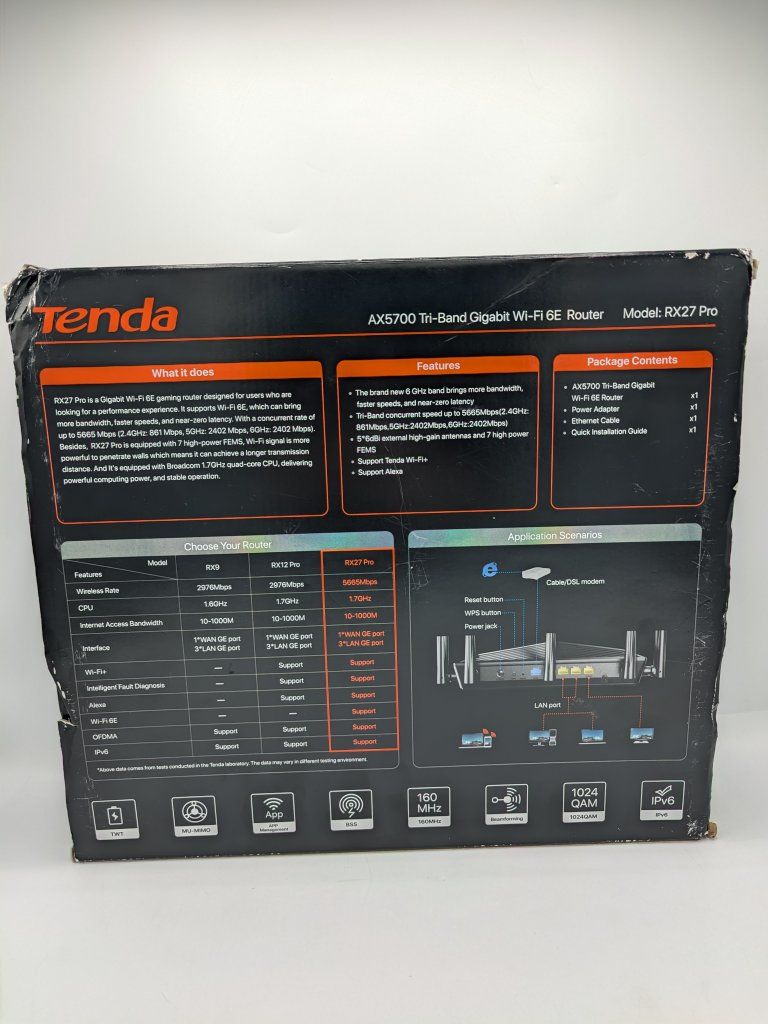 Tenda
AX5700 Tri-Band Gigabit Wi-Fi 6E Router Model: RX27 Pro
What it does
RX27 Pro is a Gigabit Wi-Fi 6E gaming router designed for users who are
looking for a performance experience. It supports Wi-Fi 6E, which can bring
more bandwidth, faster speeds, and near-zero latency. With a concurrent rate of
up to 5665 Mbps (2.4GHz: 861 Mbps, 5GHz: 2402 Mbps, 6GHz: 2402 Mbps).
Besides, RX27 Pro is equipped with 7 high-power FEMS, Wi-Fi signal is more
powerful to penetrate walls which means it can achieve a longer transmission
distance. And it's equipped with Broadcom 1.7GHz quad-core CPU, delivering
powerful computing power, and stable operation.
Features
• The brand new 6 GHz band brings more bandwidth,
faster speeds, and near-zero latency
• Tri-Band concurrent speed up to 5665Mbps(2.4GHz:
861Mbps,5GHz:2402Mbps,6GHz:2402Mbps)
• 5*6dBi external high-gain antennas and 7 high power
FEMS
• Support Tenda Wi-Fi+
• Support Alexa
Package Contents
• AX5700 Tri-Band Gigabit
Wi-Fi 6E Router x1
• Power Adapter x1
• Ethernet Cable x1
• Quick Installation Guide x1
Choose Your Router
Features Model RX9 RX12 Pro RX27 Pro
Wireless Rate 2976Mbps 2976Mbps 5665Mbps
CPU 1.6GHz 1.7GHz 1.7GHz
Internet Access Bandwidth 10-1000M 10-1000M 10-1000M
Interface 1*WAN GE port 1*WAN GE port 1*WAN GE port
3*LAN GE port 3*LAN GE port 3*LAN GE port
Wi-Fi+ — Support Support
Intelligent Fault Diagnosis — Support Support
Alexa — Support Support
Wi-Fi 6E — — Support
OFDMA Support Support Support
IPv6 Support Support Support
*Above data comes from tests conducted in the Tenda laboratory. The data may vary in different testing environment.
Application Scenarios
Cable/DSL modem
Reset button
WPS button
Power jack
LAN port
TWT
MU-MIMO
App
APP
Management
BSS
160
MHz
160MHz
Beamforming
1024
QAM
1024QAM
IPv6
IPv6